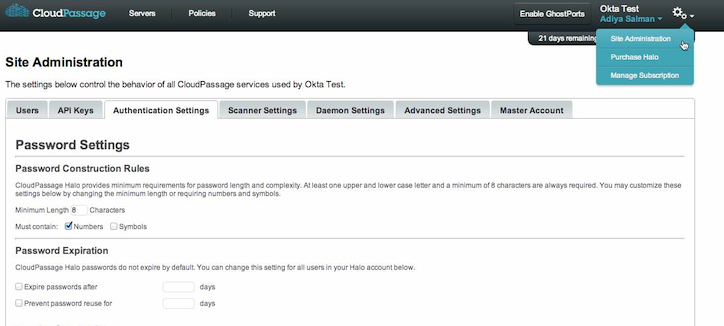 CloudPassage Servers Policies Support Enable GhostPorts Okta Test
Adiya Salman
21 days remaining
Site Administration
Purchase Halo
Manage Subscription
Site Administration
The settings below control the behavior of all CloudPassage services used by Okta Test.
Users API Keys Authentication Settings Scanner Settings Daemon Settings Advanced Settings Master Account
Password Settings
Password Construction Rules
CloudPassage Halo provides minimum requirements for password length and complexity. At least one upper and lower case letter and a minimum of 8 characters are always required. You may customize these
settings below by changing the minimum length or requiring numbers and symbols.
Minimum Length 8 Characters
Must contain: Numbers Symbols
Password Expiration
CloudPassage Halo passwords do not expire by default. You can change this setting for all users in your Halo account below.
Expire passwords after days
Prevent password reuse for days